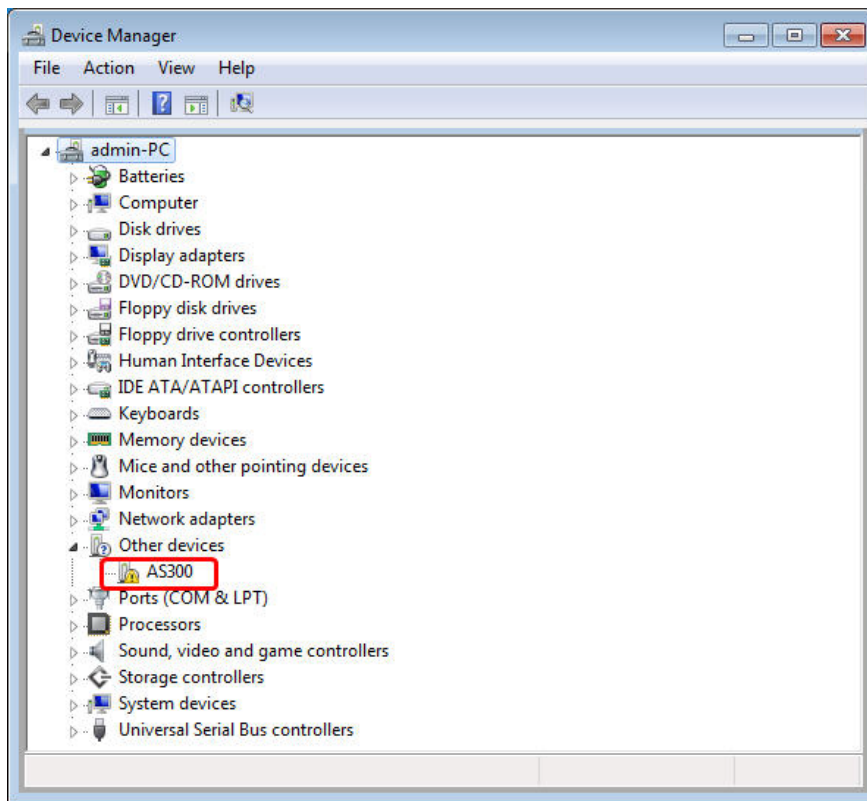 Device Manager
File Action View Help
admin-PC
Batteries
Computer
Disk drives
Display adapters
DVD/CD-ROM drives
Floppy disk drives
Floppy drive controllers
Human Interface Devices
IDE ATA/ATAPI controllers
Keyboards
Memory devices
Mice and other pointing devices
Monitors
Network adapters
Other devices
AS300
Ports (COM & LPT)
Processors
Sound, video and game controllers
Storage controllers
System devices
Universal Serial Bus controllers